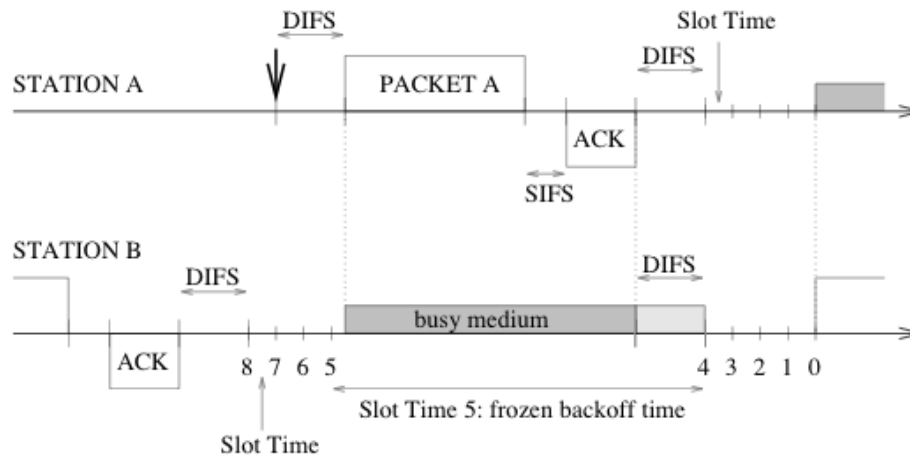 DIFS
Slot Time
STATION A
PACKET A
DIFS
ACK
SIFS
STATION B
DIFS
DIFS
busy medium
ACK
8 7 6 5 4 3 2 1 0
Slot Time 5: frozen backoff time
Slot Time